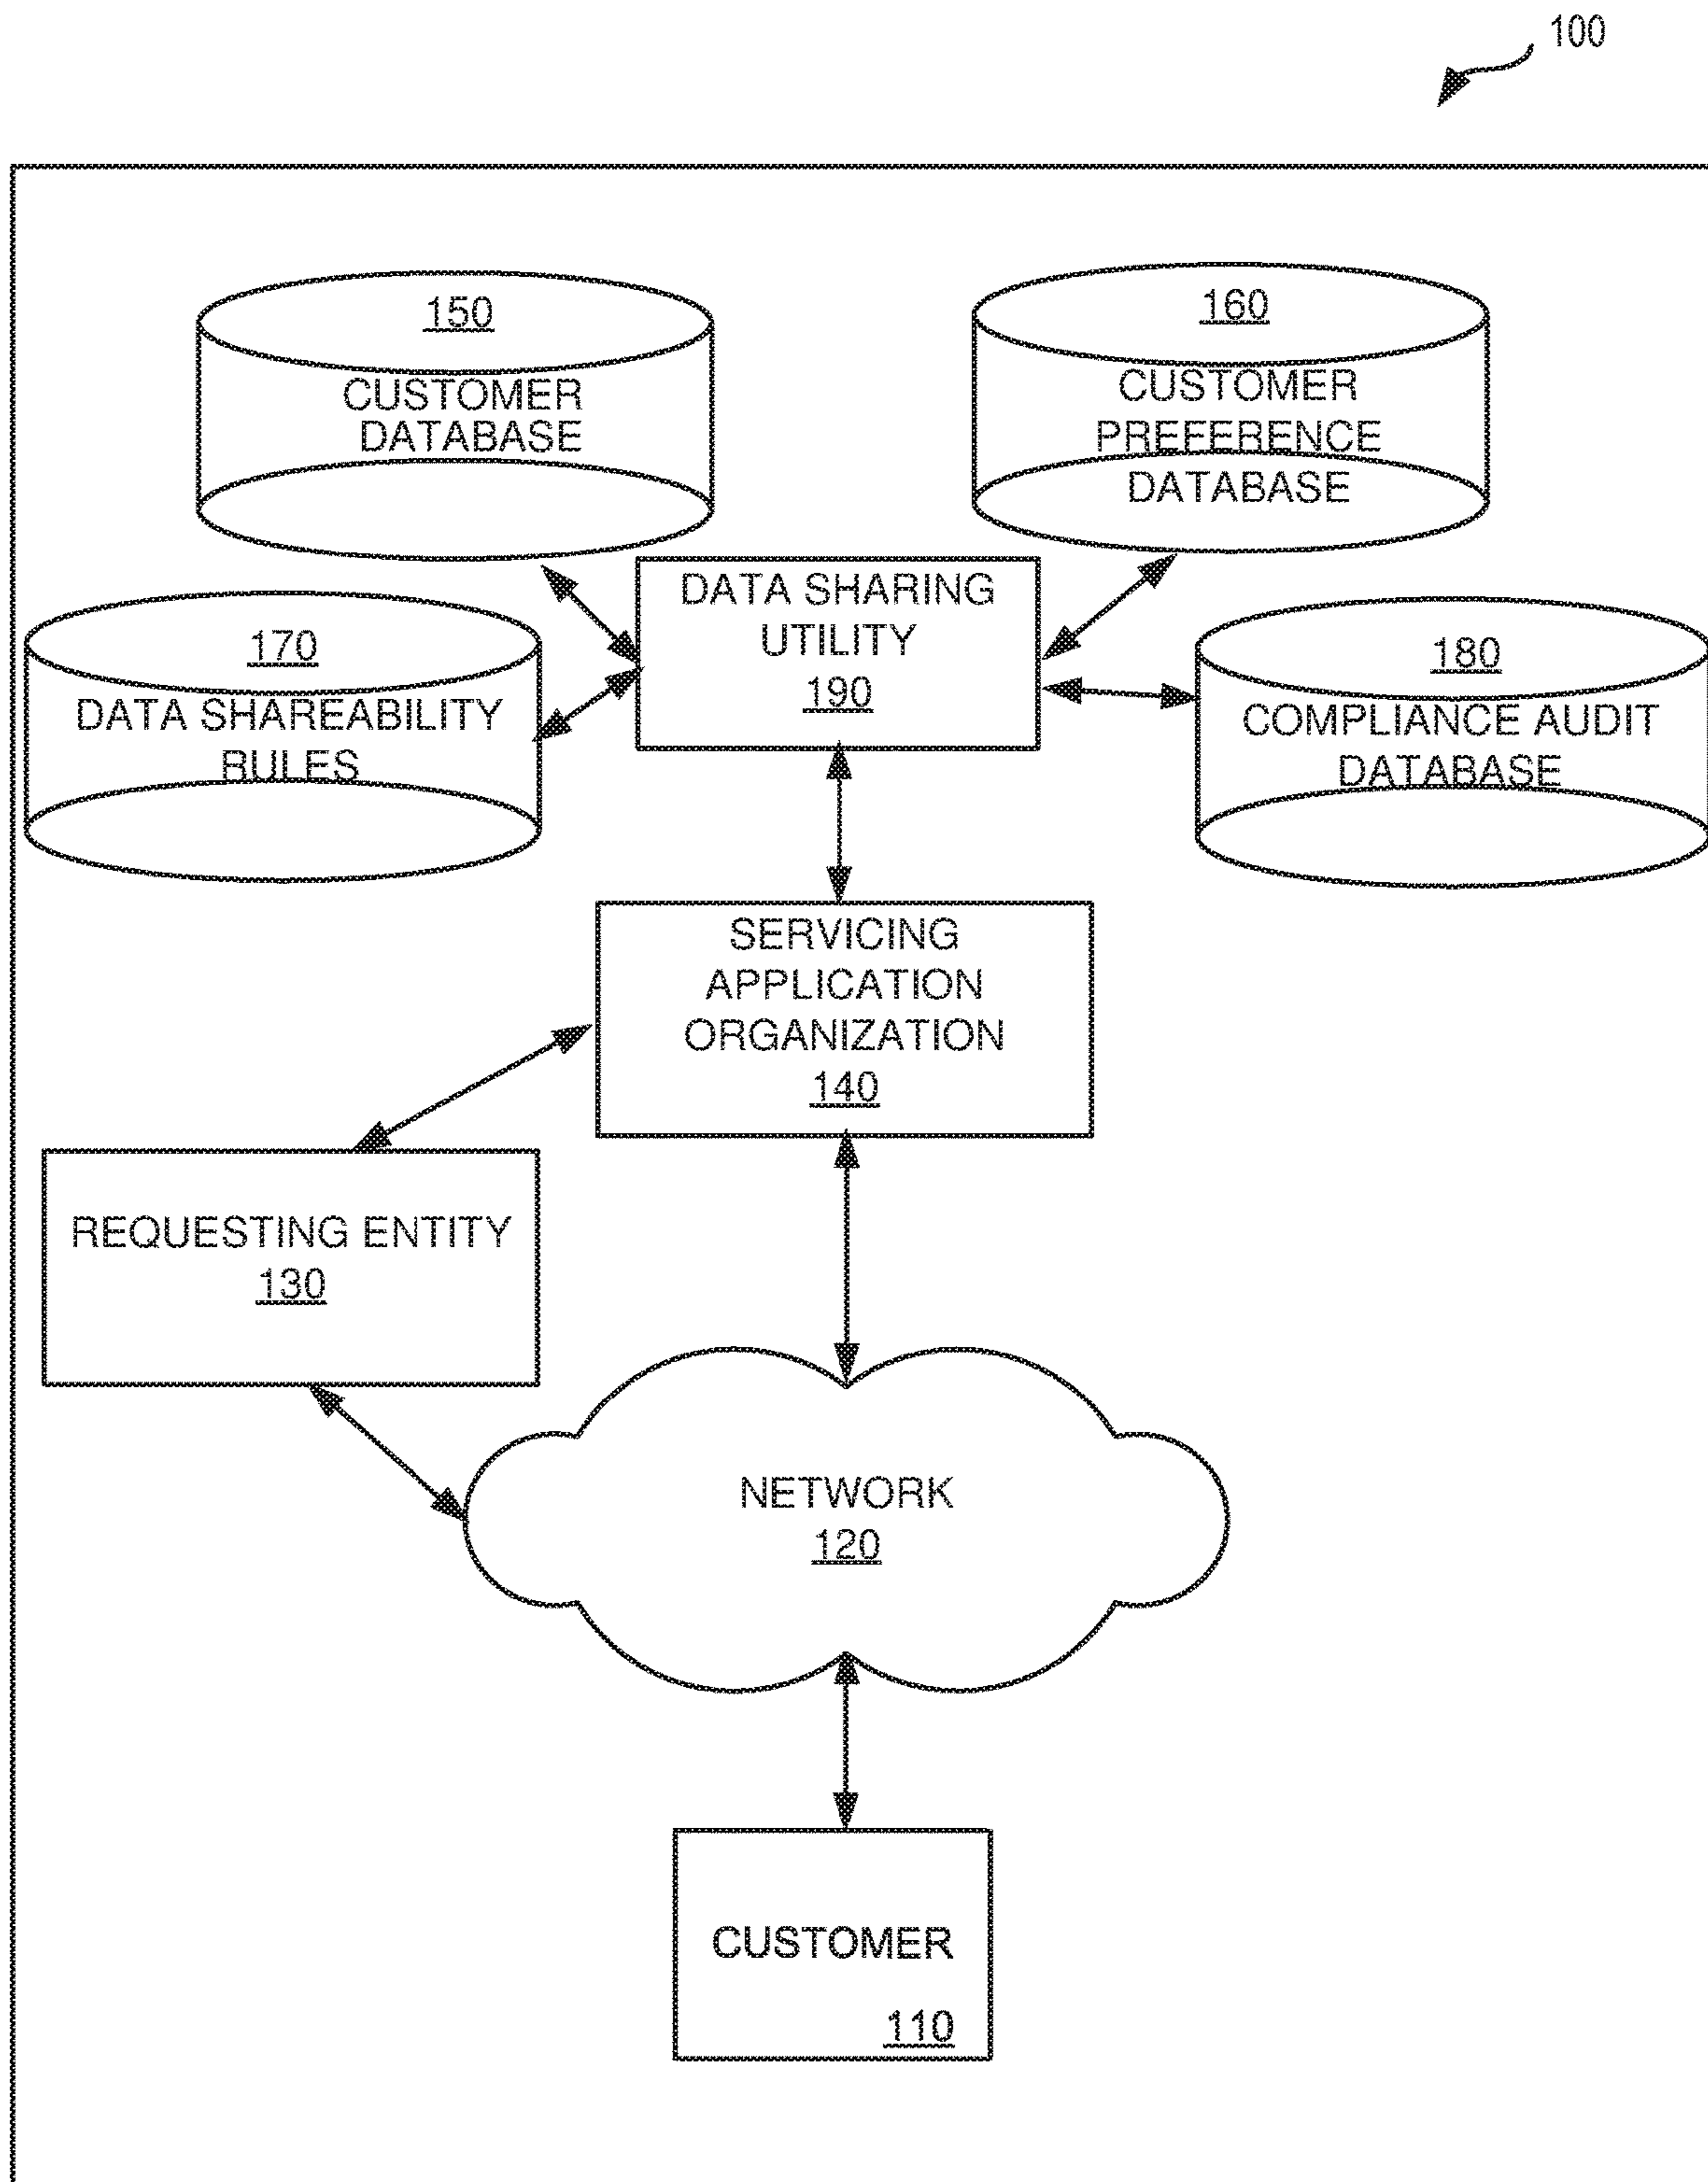 100
150
CUSTOMER
DATABASE
160
CUSTOMER
PREFERENCE
DATABASE
DATA SHARING
UTILITY
190
170
DATA SHAREABILITY
RULES
180
COMPLIANCE AUDIT
DATABASE
SERVICING
APPLICATION
ORGANIZATION
140
REQUESTING ENTITY
130
NETWORK
120
CUSTOMER
110